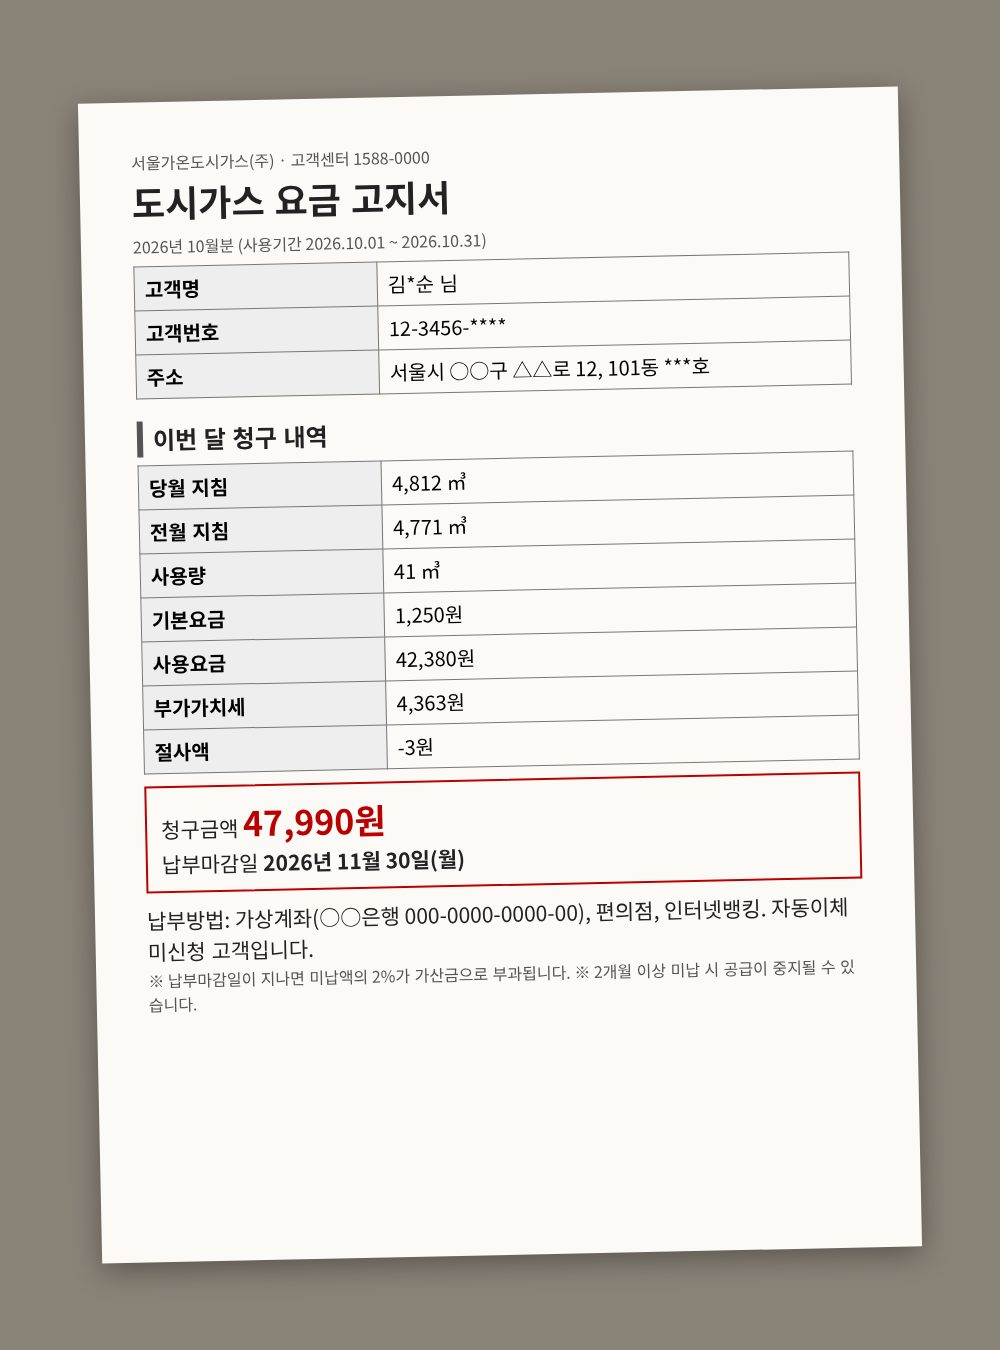 서울가온도시가스(주) · 고객센터 1588-0000
도시가스 요금 고지서
2026년 10월분 (사용기간 2026.10.01 ~ 2026.10.31)
고객명 김*순 님
고객번호 12-3456-****
주소 서울시 ○○구 △△로 12, 101동 ***호
이번 달 청구 내역
당월 지침 4,812 ㎥
전월 지침 4,771 ㎥
사용량 41 ㎥
기본요금 1,250원
사용요금 42,380원
부가가치세 4,363원
절사액 -3원
청구금액 47,990원
납부마감일 2026년 11월 30일(월)
납부방법: 가상계좌(○○은행 000-0000-0000-00), 편의점, 인터넷뱅킹. 자동이체
미신청 고객입니다.
※ 납부마감일이 지나면 미납액의 2%가 가산금으로 부과됩니다. ※ 2개월 이상 미납 시 공급이 중지될 수 있
습니다.